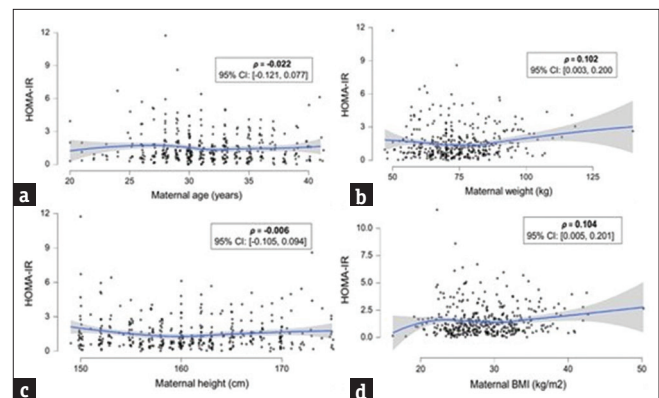 12
9
6
3
0
HOMA-IR
ρ = -0.022
95% CI: [-0.121, 0.077]
20 25 30 35 40
Maternal age (years)
a
12
9
6
3
0
HOMA-IR
ρ = 0.102
95% CI: [0.003, 0.200
50 75 100 125
Maternal weight (kg)
b
12
9
6
3
0
HOMA-IR
ρ = -0.006
95% CI: [-0.105, 0.094]
150 160 170
Maternal height (cm)
c
10.0
7.5
5.0
2.5
0.0
HOMA-IR
ρ = 0.104
95% CI: [0.005, 0.201]
20 30 40 50
Maternal BMI (kg/m2)
d